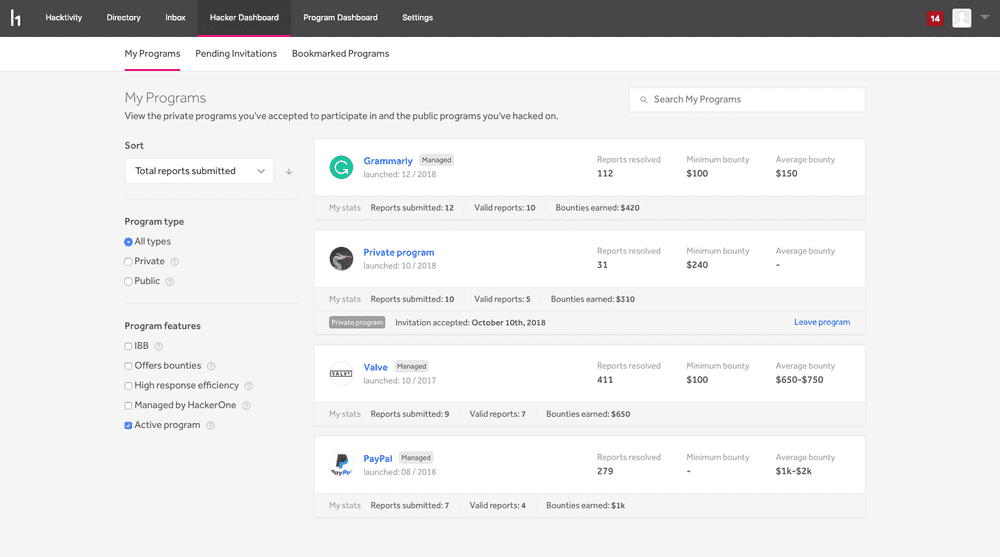 Hacktivity Directory Inbox Hacker Dashboard Program Dashboard Settings 14
My Programs Pending Invitations Bookmarked Programs
My Programs
View the private programs you've accepted to participate in and the public programs you've hacked on.
Search My Programs
Sort
Total reports submitted
Program type
All types
Private
Public
Program features
IBB
Offers bounties
High response efficiency
Managed by HackerOne
Active program
Grammarly Managed
launched: 12 / 2018
Reports resolved Minimum bounty Average bounty
112 $100 $150
My stats Reports submitted: 12 Valid reports: 10 Bounties earned: $420
Private program
launched: 10 / 2018
Reports resolved Minimum bounty Average bounty
31 $240 -
My stats Reports submitted: 10 Valid reports: 5 Bounties earned: $310
Private program Invitation accepted: October 10th, 2018 Leave program
VALVE
Valve Managed
launched: 10 / 2017
Reports resolved Minimum bounty Average bounty
411 $100 $650-$750
My stats Reports submitted: 9 Valid reports: 7 Bounties earned: $650
PayPal
PayPal Managed
launched: 08 / 2018
Reports resolved Minimum bounty Average bounty
279 - $1k-$2k
My stats Reports submitted: 7 Valid reports: 4 Bounties earned: $1k